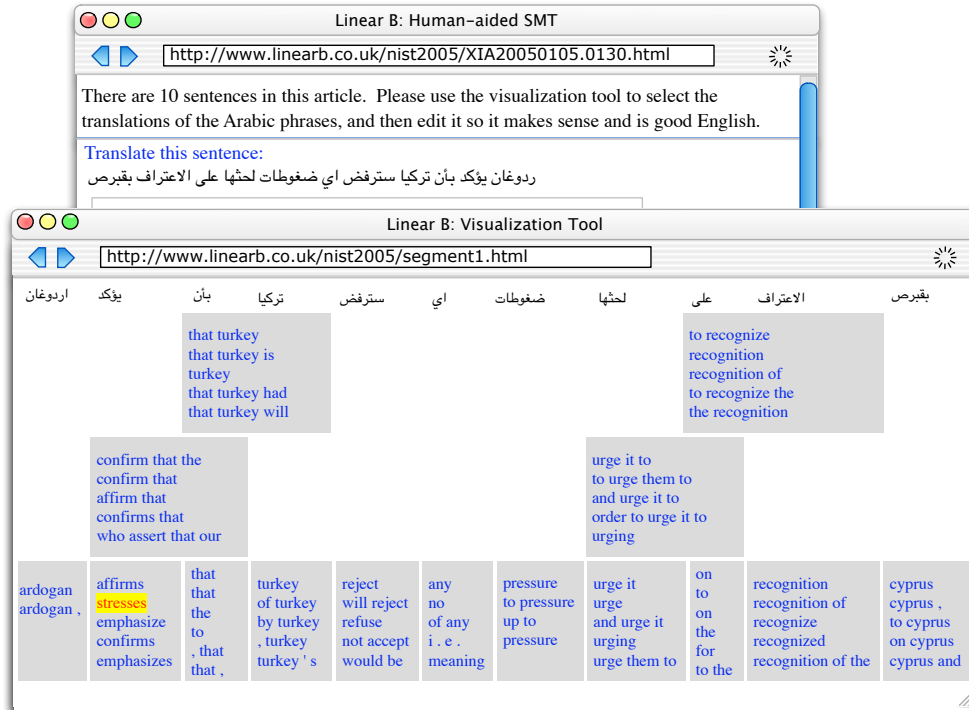 Linear B: Human-aided SMT
http://www.linearb.co.uk/nist2005/XIA20050105.0130.html
There are 10 sentences in this article. Please use the visualization tool to select the
translations of the Arabic phrases, and then edit it so it makes sense and is good English.
Translate this sentence:
ردوغان يؤكد بأن تركيا سترفض اي ضغوطات لحثها على الاعتراف بقبرص
Linear B: Visualization Tool
http://www.linearb.co.uk/nist2005/segment1.html
اردوغان يؤكد بأن تركيا سترفض اي ضغوطات لحثها على الاعتراف بقبرص
that turkey
that turkey is
turkey
that turkey had
that turkey will
to recognize
recognition
recognition of
to recognize the
the recognition
confirm that the
confirm that
affirm that
confirms that
who assert that our
urge it to
to urge them to
and urge it to
order to urge it to
urging
ardogan
ardogan ,
affirms
stresses
emphasize
confirms
emphasizes
that
that
the
to
, that
that ,
turkey
of turkey
by turkey
, turkey
turkey ' s
reject
will reject
refuse
not accept
would be
any
no
of any
i . e .
meaning
pressure
to pressure
up to
pressure
urge it
urge
and urge it
urging
urge them to
on
to
on
the
for
to the
recognition
recognition of
recognize
recognized
recognition of the
cyprus
cyprus ,
to cyprus
on cyprus
cyprus and